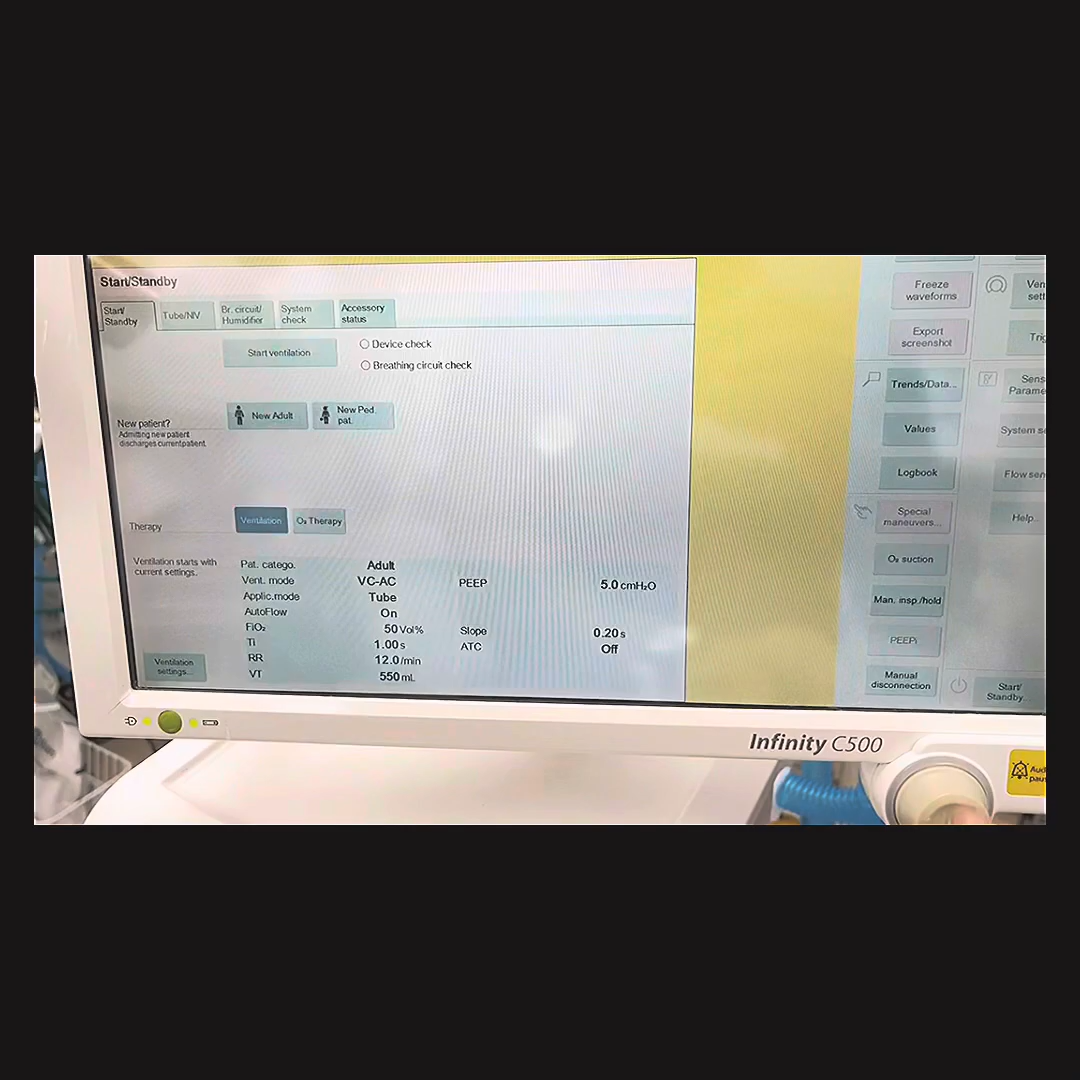 Start/Standby
Start/
Standby
Tube/NIV
Br. circuit/
Humidifier
System
check
Accessory
status
Start ventilation
Device check
Breathing circuit check
New patient?
Admitting new patient
discharges current patient.
New Adult
New Ped.
pat.
Therapy
Ventilation
O₂ Therapy
Ventilation starts with
current settings.
Pat. catego. Adult
Vent. mode VC-AC
PEEP 5.0 cmH₂O
Applic.mode Tube
AutoFlow On
FiO₂ 50 Vol%
Slope 0.20 s
Ti 1.00 s
ATC Off
RR 12.0 /min
VT 550 mL
Ventilation
settings...
Freeze
waveforms
Export
screenshot
Trends/Data...
Values
Logbook
Special
maneuvers...
O₂ suction
Man. insp./hold
PEEPi
Manual
disconnection
Ven
sett
Trig
Sens
Parame
System se
Flow sen
Help...
Start/
Standby...
Infinity C500
Aud
paus